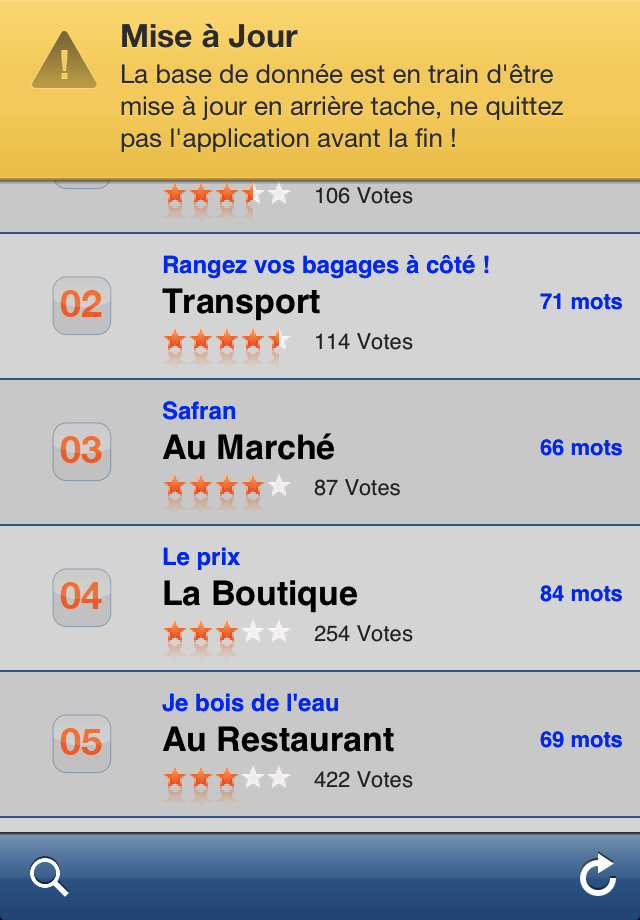 Mise à Jour
La base de donnée est en train d'être
mise à jour en arrière tache, ne quittez
pas l'application avant la fin !
106 Votes
Rangez vos bagages à côté !
02
Transport
71 mots
114 Votes
Safran
03
Au Marché
66 mots
87 Votes
Le prix
04
La Boutique
84 mots
254 Votes
Je bois de l'eau
05
Au Restaurant
69 mots
422 Votes